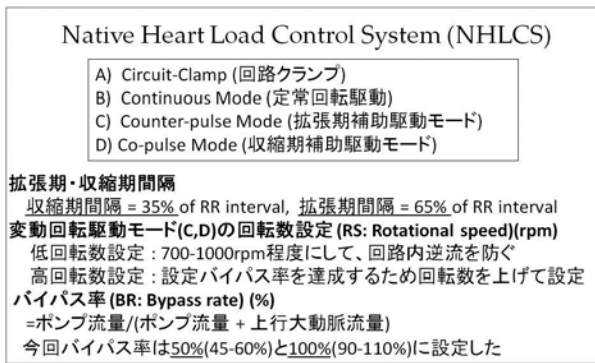 Native Heart Load Control System (NHLCS)
A) Circuit-Clamp (回路クランプ)
B) Continuous Mode (定常回転駆動)
C) Counter-pulse Mode (拡張期補助駆動モード)
D) Co-pulse Mode (収縮期補助駆動モード)
拡張期・収縮期間隔
収縮期間隔 = 35% of RR interval, 拡張期間隔 = 65% of RR interval
変動回転駆動モード(C,D)の回転数設定 (RS: Rotational speed)(rpm)
低回転数設定 : 700-1000rpm程度にして、回路内逆流を防ぐ
高回転数設定 : 設定バイパス率を達成するため回転数を上げて設定
バイパス率 (BR: Bypass rate) (%)
=ポンプ流量/(ポンプ流量 + 上行大動脈流量)
今回バイパス率は50%(45-60%)と100%(90-110%)に設定した